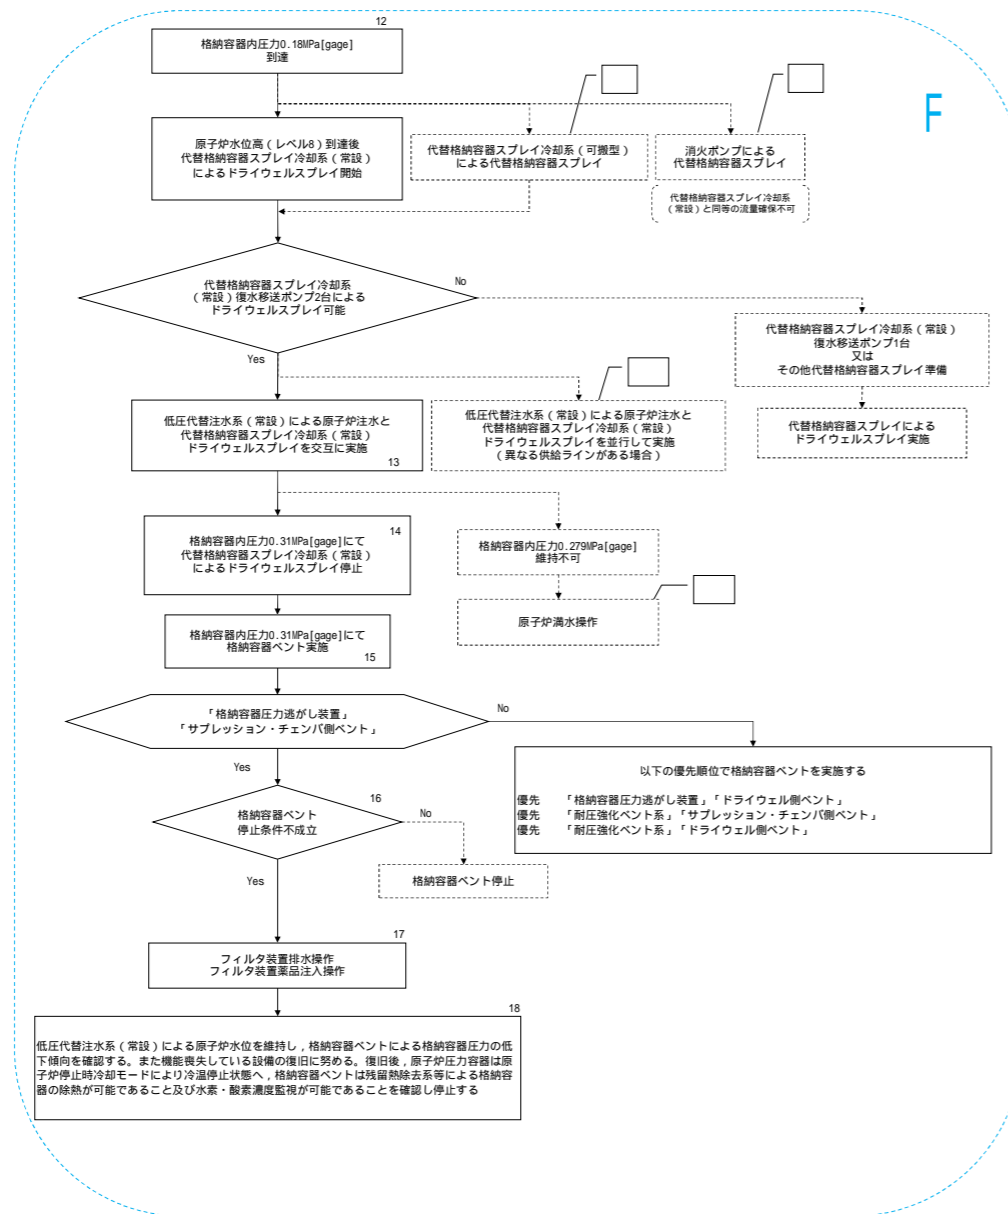 12
格納容器内圧力0.18MPa[gage]
到達
F
原子炉水位高（レベル8）到達後
代替格納容器スプレイ冷却系（常設）
によるドライウェルスプレイ開始
代替格納容器スプレイ冷却系（可搬型）
による代替格納容器スプレイ
消火ポンプによる
代替格納容器スプレイ
代替格納容器スプレイ冷却系
（常設）と同等の流量確保不可
代替格納容器スプレイ冷却系
（常設）復水移送ポンプ2台による
ドライウェルスプレイ可能
No
Yes
代替格納容器スプレイ冷却系（常設）
復水移送ポンプ1台
又は
その他代替格納容器スプレイ準備
代替格納容器スプレイによる
ドライウェルスプレイ実施
低圧代替注水系（常設）による原子炉注水と
代替格納容器スプレイ冷却系（常設）
ドライウェルスプレイを交互に実施
13
低圧代替注水系（常設）による原子炉注水と
代替格納容器スプレイ冷却系（常設）
ドライウェルスプレイを並行して実施
（異なる供給ラインがある場合）
14
格納容器内圧力0.31MPa[gage]にて
代替格納容器スプレイ冷却系（常設）
によるドライウェルスプレイ停止
格納容器内圧力0.279MPa[gage]
維持不可
原子炉満水操作
格納容器内圧力0.31MPa[gage]にて
格納容器ベント実施
15
「格納容器圧力逃がし装置」
「サプレッション・チェンバ側ベント」
No
Yes
以下の優先順位で格納容器ベントを実施する
優先　「格納容器圧力逃がし装置」「ドライウェル側ベント」
優先　「耐圧強化ベント系」「サプレッション・チェンバ側ベント」
優先　「耐圧強化ベント系」「ドライウェル側ベント」
16
格納容器ベント
停止条件不成立
No
Yes
格納容器ベント停止
17
フィルタ装置排水操作
フィルタ装置薬品注入操作
18
低圧代替注水系（常設）による原子炉水位を維持し，格納容器ベントによる格納容器圧力の低
下傾向を確認する。また機能喪失している設備の復旧に努める。復旧後，原子炉圧力容器は原
子炉停止時冷却モードにより冷温停止状態へ，格納容器ベントは残留熱除去系等による格納容
器の除熱が可能であること及び水素・酸素濃度監視が可能であることを確認し停止する